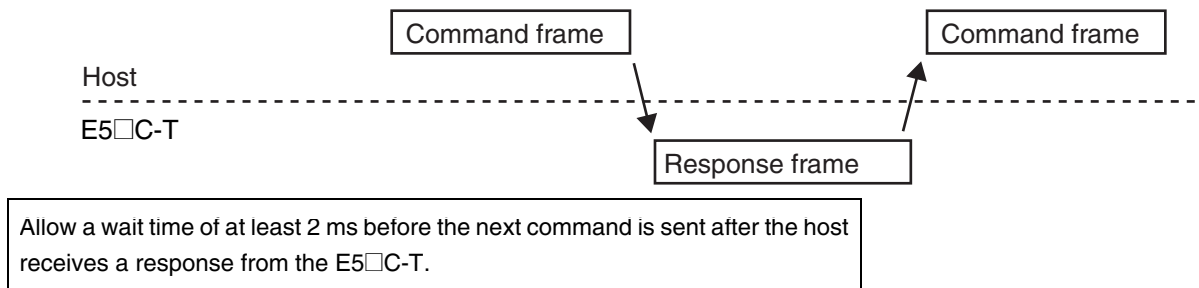 Command frame
Command frame
Host
E5□C-T
Response frame
Allow a wait time of at least 2 ms before the next command is sent after the host
receives a response from the E5□C-T.